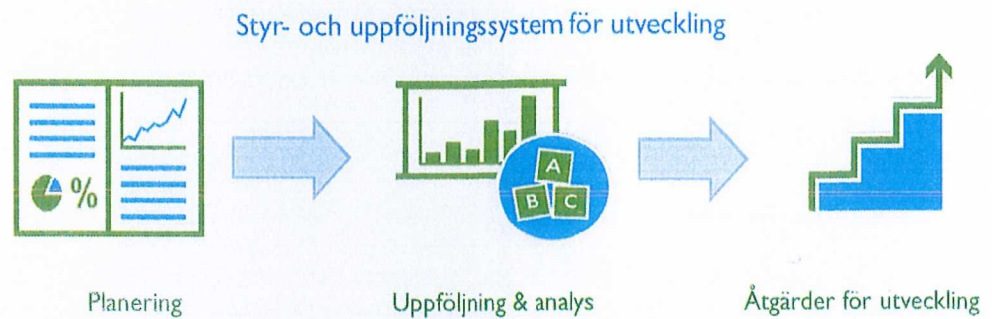 Styr- och uppföljningssystem för utveckling
%
A
B C
Planering
Uppföljning & analys
Åtgärder för utveckling